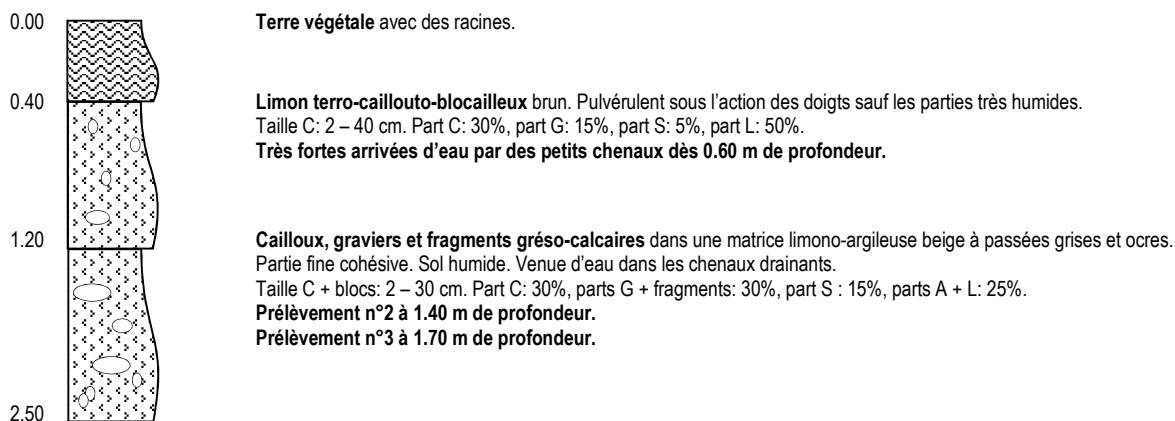 0.00
Terre végétale avec des racines.
0.40
Limon terro-caillouto-blocailleux brun. Pulvérulent sous l'action des doigts sauf les parties très humides.
Taille C: 2 – 40 cm. Part C: 30%, part G: 15%, part S: 5%, part L: 50%.
Très fortes arrivées d'eau par des petits chenaux dès 0.60 m de profondeur.
1.20
Cailloux, graviers et fragments gréso-calcaires dans une matrice limono-argileuse beige à passées grises et ocres.
Partie fine cohésive. Sol humide. Venue d'eau dans les chenaux drainants.
Taille C + blocs: 2 – 30 cm. Part C: 30%, parts G + fragments: 30%, part S : 15%, parts A + L: 25%.
Prélèvement n°2 à 1.40 m de profondeur.
Prélèvement n°3 à 1.70 m de profondeur.
2.50